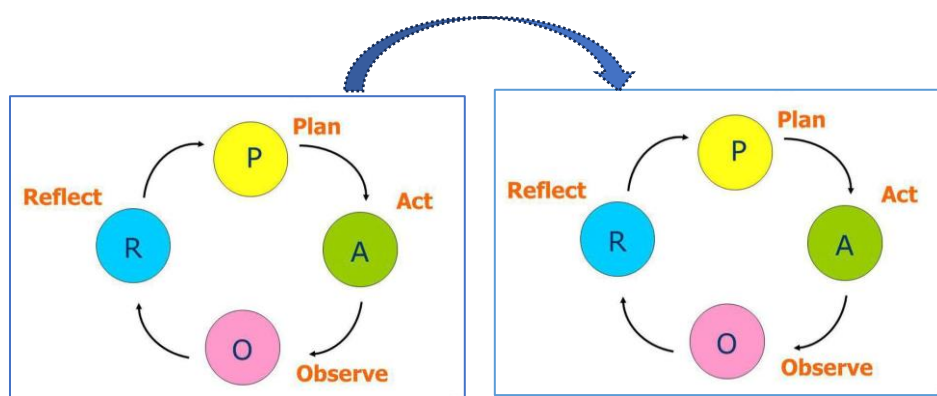 Plan
P
Act
A
Observe
O
Reflect
R
Plan
P
Act
A
Observe
O
Reflect
R